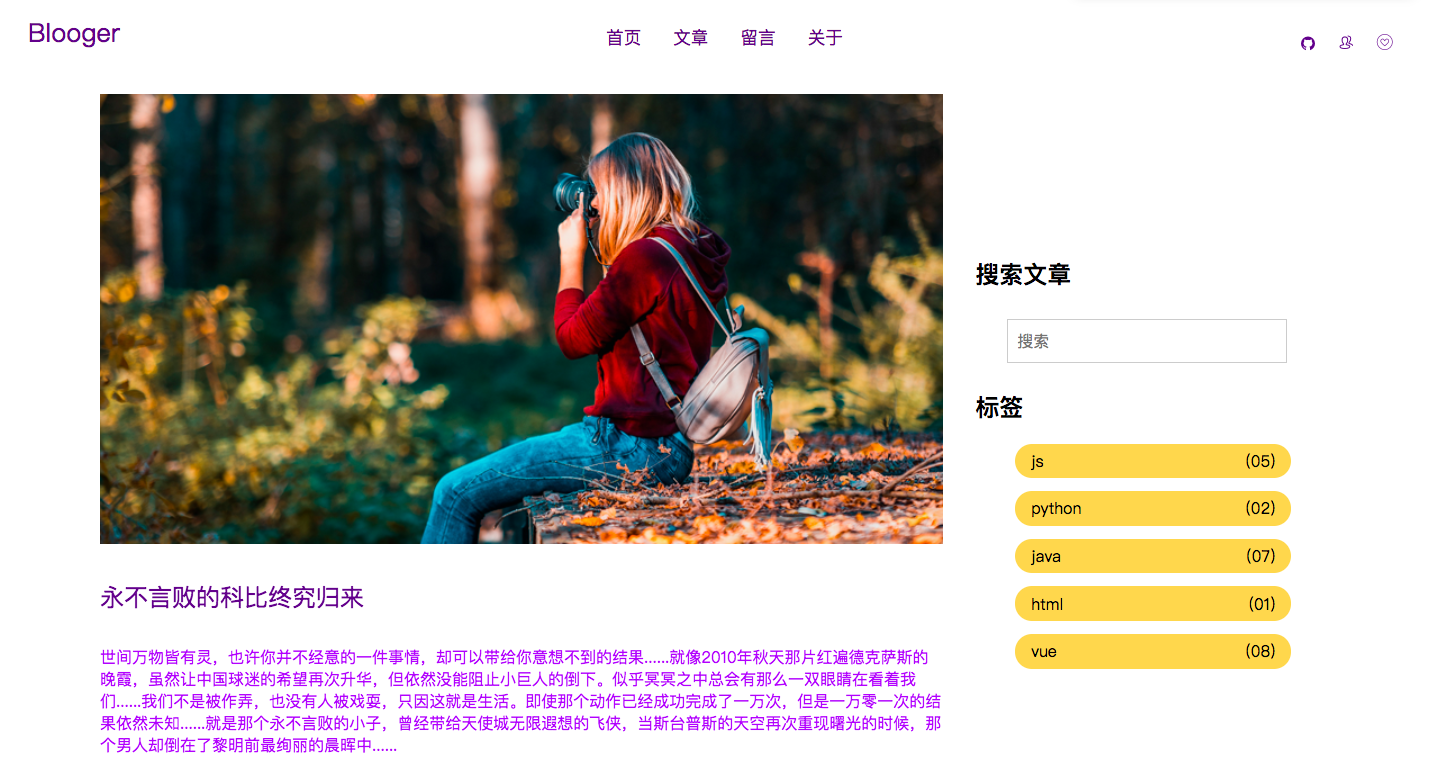 Blooger
首页 文章 留言 关于
永不言败的科比终究归来
世间万物皆有灵，也许你并不经意的一件事情，却可以带给你意想不到的结果......就像2010年秋天那片红遍德克萨斯的
晚霞，虽然让中国球迷的希望再次升华，但依然没能阻止小巨人的倒下。似乎冥冥之中总会有那么一双眼睛在看着我
们......我们不是被作弄，也没有人被戏耍，只因这就是生活。即使那个动作已经成功完成了一万次，但是一万零一次的结
果依然未知......就是那个永不言败的小子，曾经带给天使城无限遐想的飞侠，当斯台普斯的天空再次重现曙光的时候，那
个男人却倒在了黎明前最绚丽的晨晖中......
搜索文章
搜索
标签
js (05)
python (02)
java (07)
html (01)
vue (08)